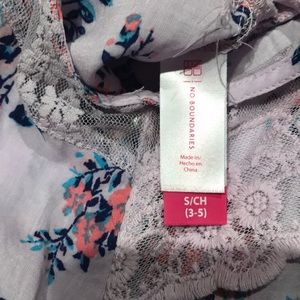 NO BOUNDARIES
Made in/
Hecho en
China
S/CH
(3-5)